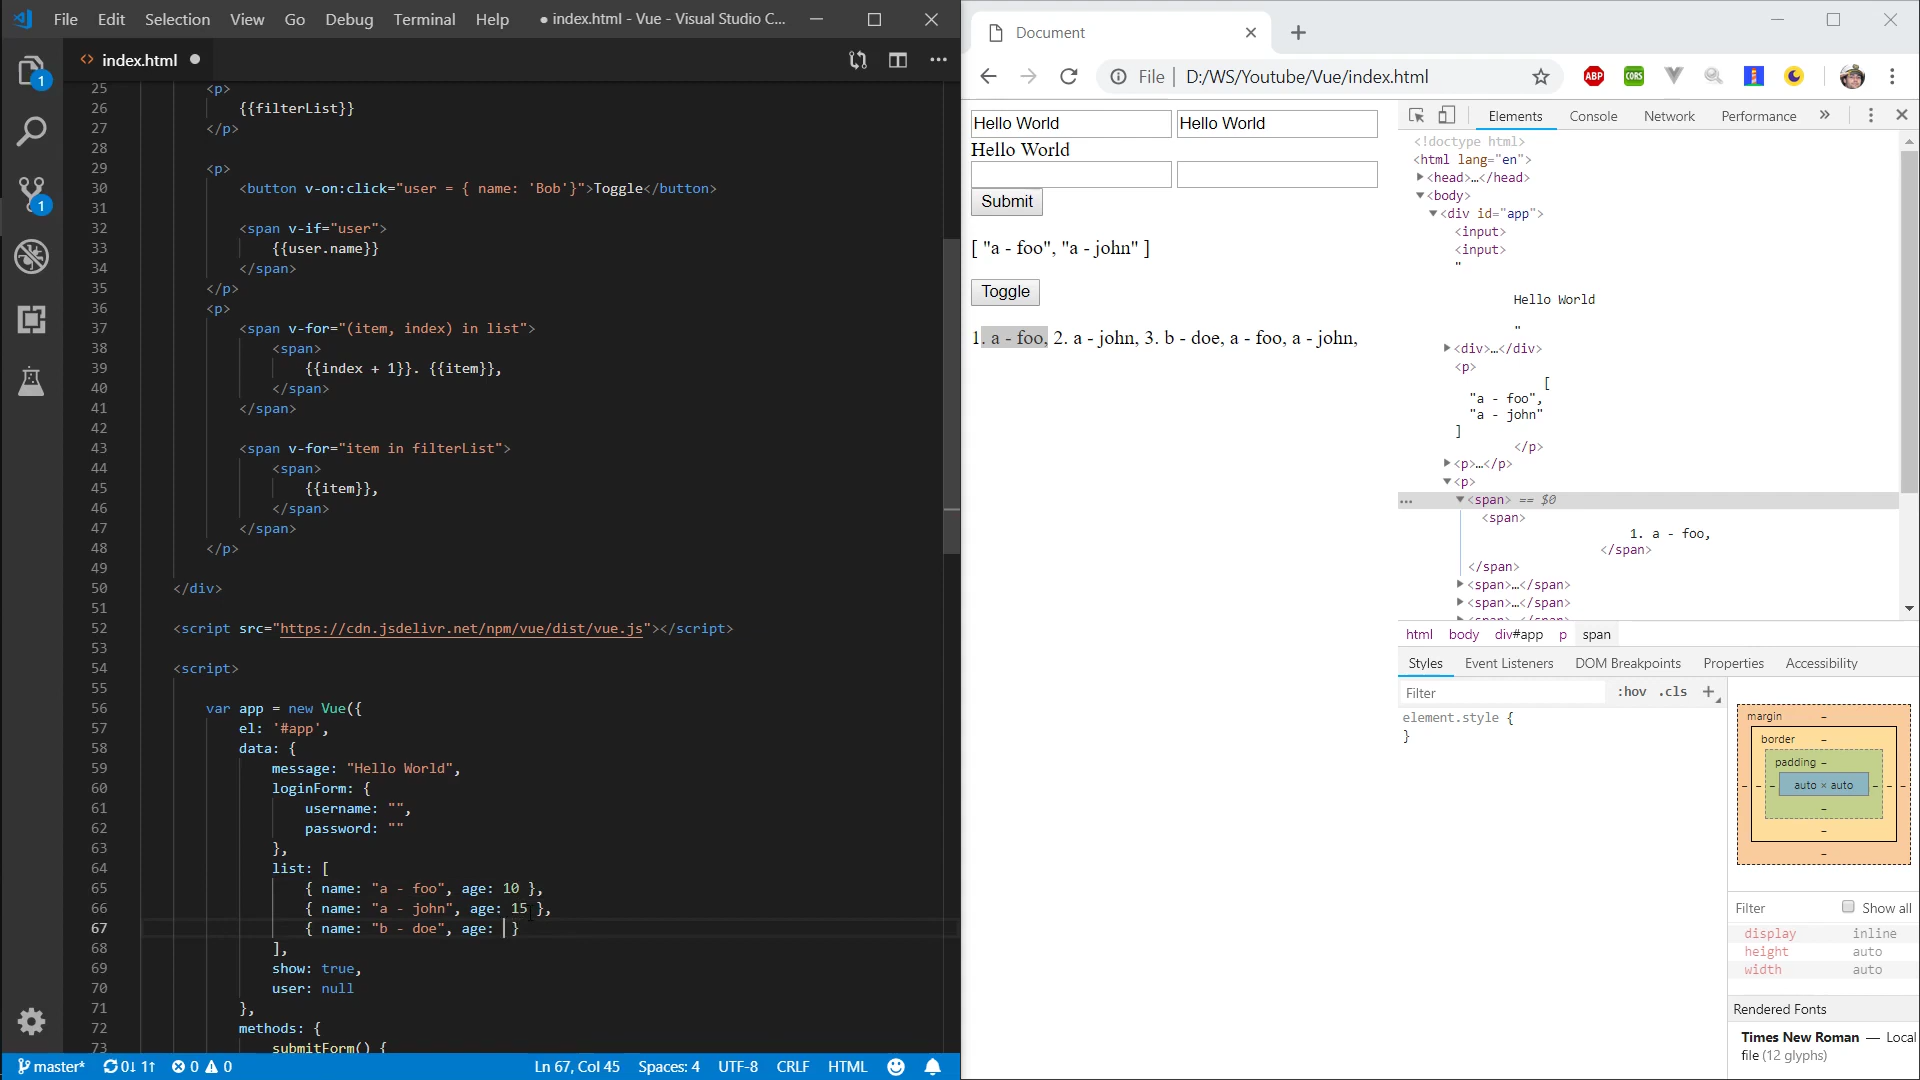 File Edit Selection View Go Debug Terminal Help ● index.html - Vue - Visual Studio C...
<> index.html ●
25 <p>
26 {{filterList}}
27 </p>
28
29 <p>
30 <button v-on:click="user = { name: 'Bob'}">Toggle</button>
31
32 <span v-if="user">
33 {{user.name}}
34 </span>
35 </p>
36 <p>
37 <span v-for="(item, index) in list">
38 <span>
39 {{index + 1}}. {{item}},
40 </span>
41 </span>
42
43 <span v-for="item in filterList">
44 <span>
45 {{item}},
46 </span>
47 </span>
48 </p>
49
50 </div>
51
52 <script src="https://cdn.jsdelivr.net/npm/vue/dist/vue.js"></script>
53
54 <script>
55
56 var app = new Vue({
57 el: '#app',
58 data: {
59 message: "Hello World",
60 loginForm: {
61 username: "",
62 password: ""
63 },
64 list: [
65 { name: "a - foo", age: 10 },
66 { name: "a - john", age: 15 },
67 { name: "b - doe", age: }
68 ],
69 show: true,
70 user: null
71 },
72 methods: {
73 submitForm() {
1
1
master* 0↓ 1↑ 0 0 Ln 67, Col 45 Spaces: 4 UTF-8 CRLF HTML
Document
File | D:/WS/Youtube/Vue/index.html
ABP CORS
Hello World Hello World
Hello World
Submit
[ "a - foo", "a - john" ]
Toggle
1. a - foo, 2. a - john, 3. b - doe, a - foo, a - john,
Elements Console Network Performance »
<!doctype html>
<html lang="en">
<head>…</head>
<body>
<div id="app">
<input>
<input>
"
Hello World
"
<div>…</div>
<p>
[
"a - foo",
"a - john"
]
</p>
<p>…</p>
<p>
... <span> == $0
<span>
1. a - foo,
</span>
</span>
<span>…</span>
<span>…</span>
html body div#app p span
Styles Event Listeners DOM Breakpoints Properties Accessibility
Filter :hov .cls +
element.style {
}
margin –
border –
padding –
– – – auto × auto – – –
–
–
–
Filter Show all
display inline
height auto
width auto
Rendered Fonts
Times New Roman — Local
file (12 glyphs)